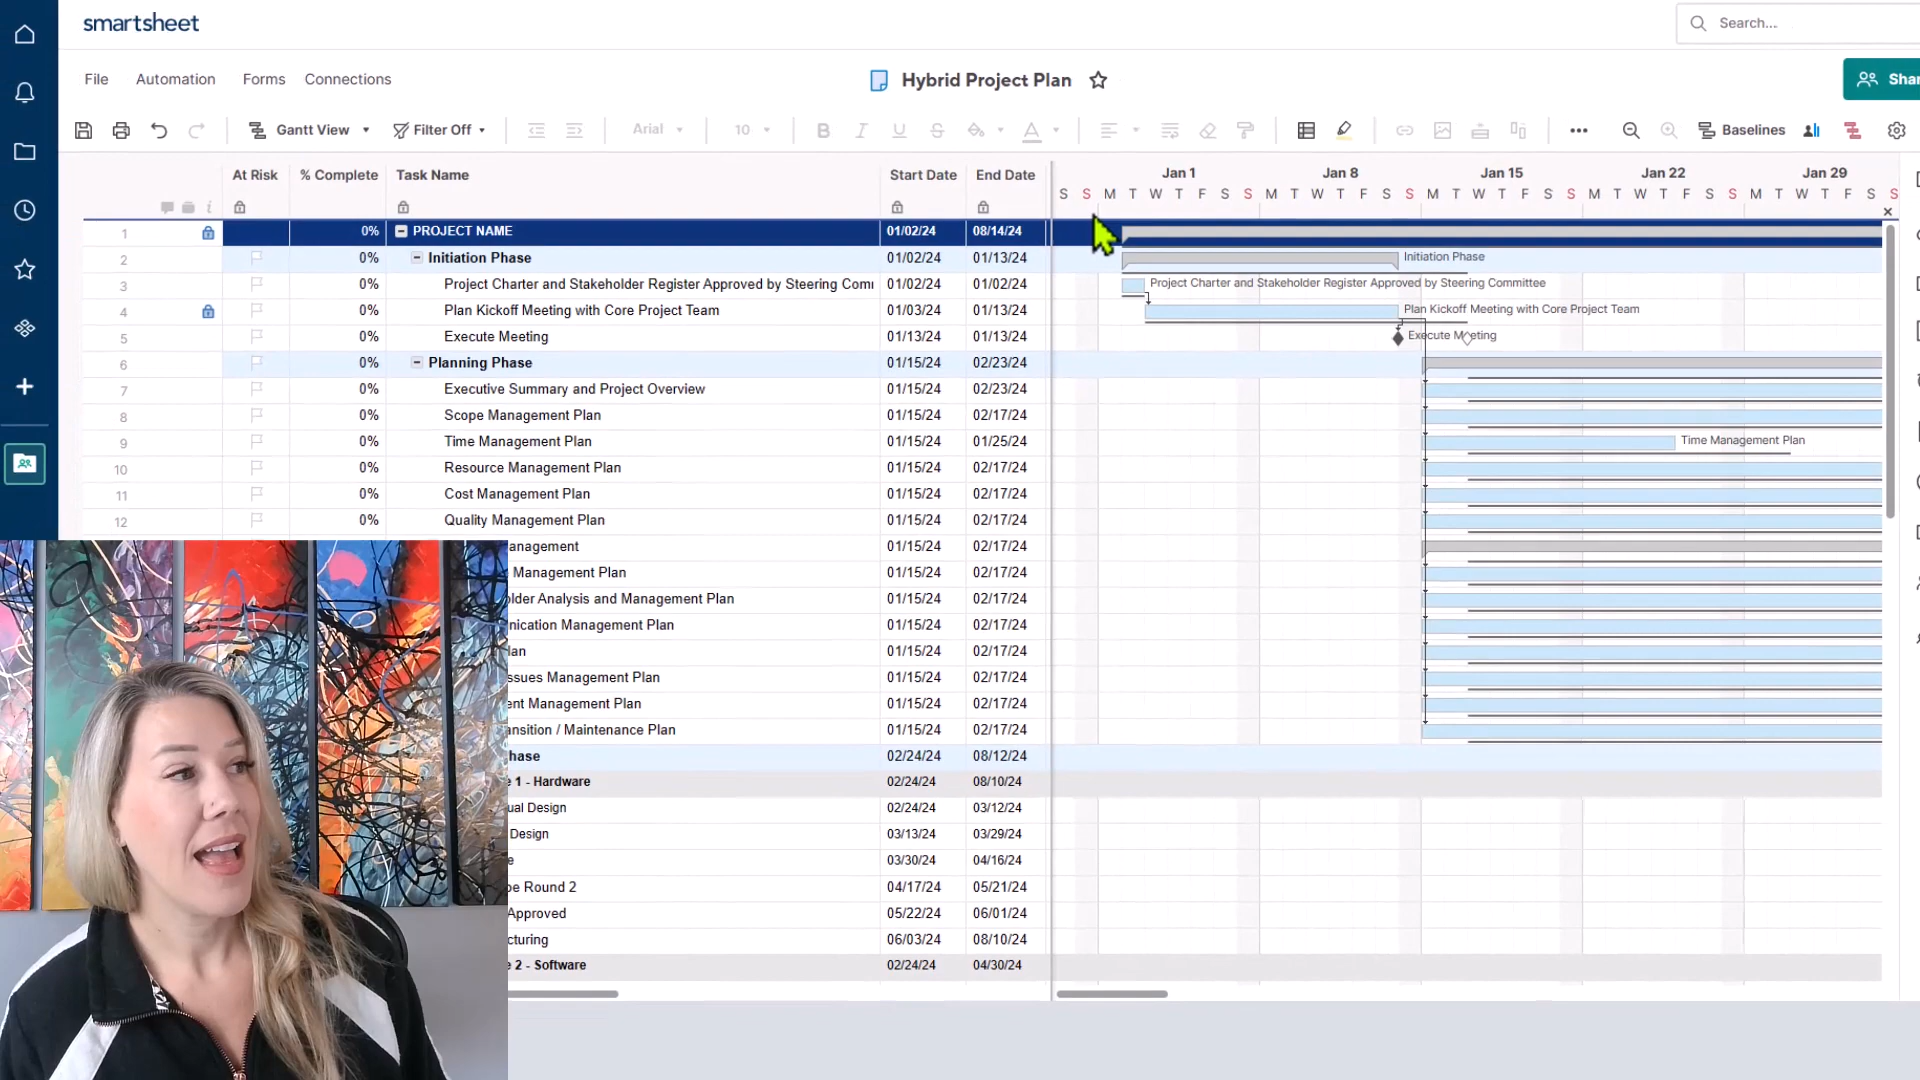 smartsheet
Search...
File Automation Forms Connections
Hybrid Project Plan
Gantt View Filter Off Arial 10 B I U S A Baselines
At Risk % Complete Task Name Start Date End Date
Jan 1 Jan 8 Jan 15 Jan 22 Jan 29
S S M T W T F S S M T W T F S S M T W T F S S M T W T F S S M T W T F S S
1 0% PROJECT NAME 01/02/24 08/14/24
2 0% Initiation Phase 01/02/24 01/13/24 Initiation Phase
3 0% Project Charter and Stakeholder Register Approved by Steering 01/02/24 01/02/24 Project Charter and Stakeholder Register Approved by Steering Committee
4 0% Plan Kickoff Meeting with Core Project Team 01/03/24 01/13/24 Plan Kickoff Meeting with Core Project Team
5 0% Execute Meeting 01/13/24 01/13/24 Execute Meeting
6 0% Planning Phase 01/15/24 02/23/24
7 0% Executive Summary and Project Overview 01/15/24 02/23/24
8 0% Scope Management Plan 01/15/24 02/17/24
9 0% Time Management Plan 01/15/24 01/25/24 Time Management Plan
10 0% Resource Management Plan 01/15/24 02/17/24
11 0% Cost Management Plan 01/15/24 02/17/24
12 0% Quality Management Plan 01/15/24 02/17/24
anagement 01/15/24 02/17/24
Management Plan 01/15/24 02/17/24
older Analysis and Management Plan 01/15/24 02/17/24
nication Management Plan 01/15/24 02/17/24
lan 01/15/24 02/17/24
ssues Management Plan 01/15/24 02/17/24
ent Management Plan 01/15/24 02/17/24
ansition / Maintenance Plan 01/15/24 02/17/24
hase 02/24/24 08/12/24
e 1 - Hardware 02/24/24 08/10/24
ual Design 02/24/24 03/12/24
Design 03/13/24 03/29/24
e 03/30/24 04/16/24
pe Round 2 04/17/24 05/21/24
Approved 05/22/24 06/01/24
cturing 06/03/24 08/10/24
e 2 - Software 02/24/24 04/30/24